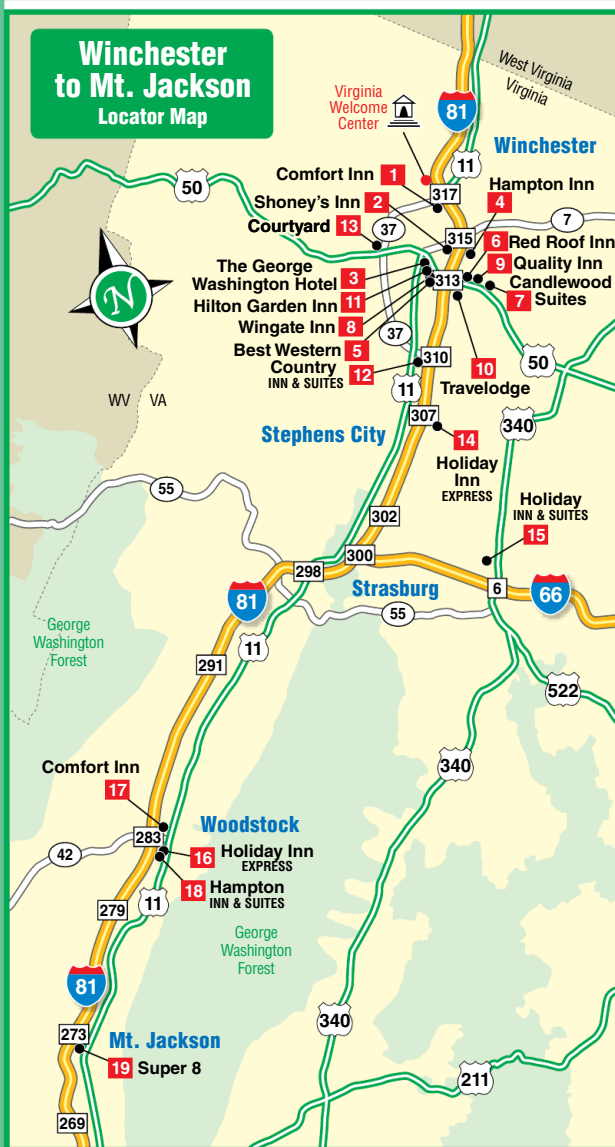 Winchester
to Mt. Jackson
Locator Map
West Virginia
Virginia
Virginia
Welcome
Center
81
Winchester
11
317
Comfort Inn 1
Hampton Inn
4
Shoney's Inn 2
50
7
Courtyard 13
37
315
6 Red Roof Inn
The George
Washington Hotel 3
9 Quality Inn
Candlewood
7 Suites
313
Hilton Garden Inn 11
Wingate Inn 8
37
Best Western 5
Country
INN & SUITES 12
310
10
Travelodge
50
11
WV VA
307
340
Stephens City
14
Holiday
Inn
EXPRESS
55
Holiday
INN & SUITES
15
302
300
298
Strasburg
6
66
81
55
George
Washington
Forest
11
291
522
340
Comfort Inn
17
Woodstock
283
42
16 Holiday Inn
EXPRESS
18 Hampton
INN & SUITES
11
279
George
Washington
Forest
81
340
273
Mt. Jackson
19 Super 8
211
269
N